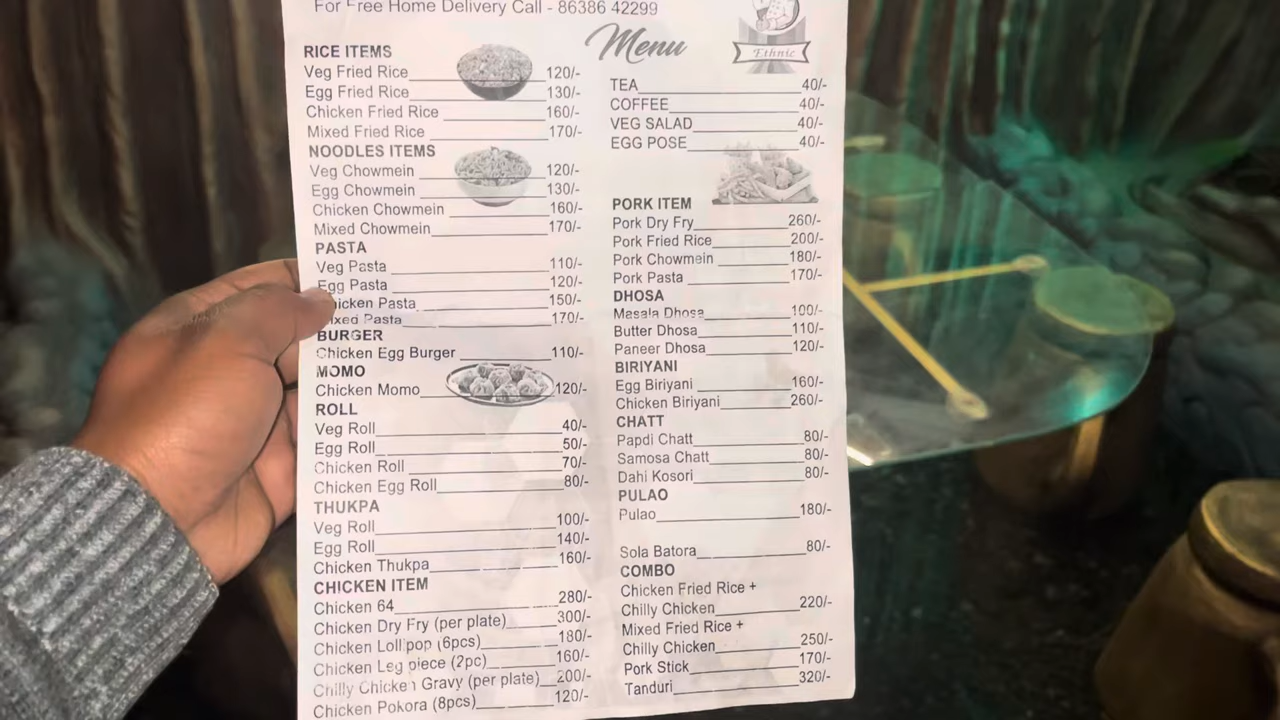 For Free Home Delivery Call - 86386 42299
Menu
Ethnic
RICE ITEMS
Veg Fried Rice 120/-
Egg Fried Rice 130/-
Chicken Fried Rice 160/-
Mixed Fried Rice 170/-
NOODLES ITEMS
Veg Chowmein 120/-
Egg Chowmein 130/-
Chicken Chowmein 160/-
Mixed Chowmein 170/-
PASTA
Veg Pasta 110/-
Egg Pasta 120/-
hicken Pasta 150/-
ixed Pasta 170/-
BURGER
Chicken Egg Burger 110/-
MOMO
Chicken Momo 120/-
ROLL
Veg Roll 40/-
Egg Roll 50/-
Chicken Roll 70/-
Chicken Egg Roll 80/-
THUKPA
Veg Roll 100/-
Egg Roll 140/-
Chicken Thukpa 160/-
CHICKEN ITEM
Chicken 64 280/-
Chicken Dry Fry (per plate) 300/-
Chicken Lollipop (6pcs) 180/-
Chicken Leg piece (2pc) 160/-
Chilly Chicken Gravy (per plate) 200/-
Chicken Pokora (8pcs) 120/-
TEA 40/-
COFFEE 40/-
VEG SALAD 40/-
EGG POSE 40/-
PORK ITEM
Pork Dry Fry 260/-
Pork Fried Rice 200/-
Pork Chowmein 180/-
Pork Pasta 170/-
DHOSA
Masala Dhosa 100/-
Butter Dhosa 110/-
Paneer Dhosa 120/-
BIRIYANI
Egg Biriyani 160/-
Chicken Biriyani 260/-
CHATT
Papdi Chatt 80/-
Samosa Chatt 80/-
Dahi Kosori 80/-
PULAO
Pulao 180/-
Sola Batora 80/-
COMBO
Chicken Fried Rice +
Chilly Chicken 220/-
Mixed Fried Rice +
Chilly Chicken 250/-
Pork Stick 170/-
Tanduri 320/-